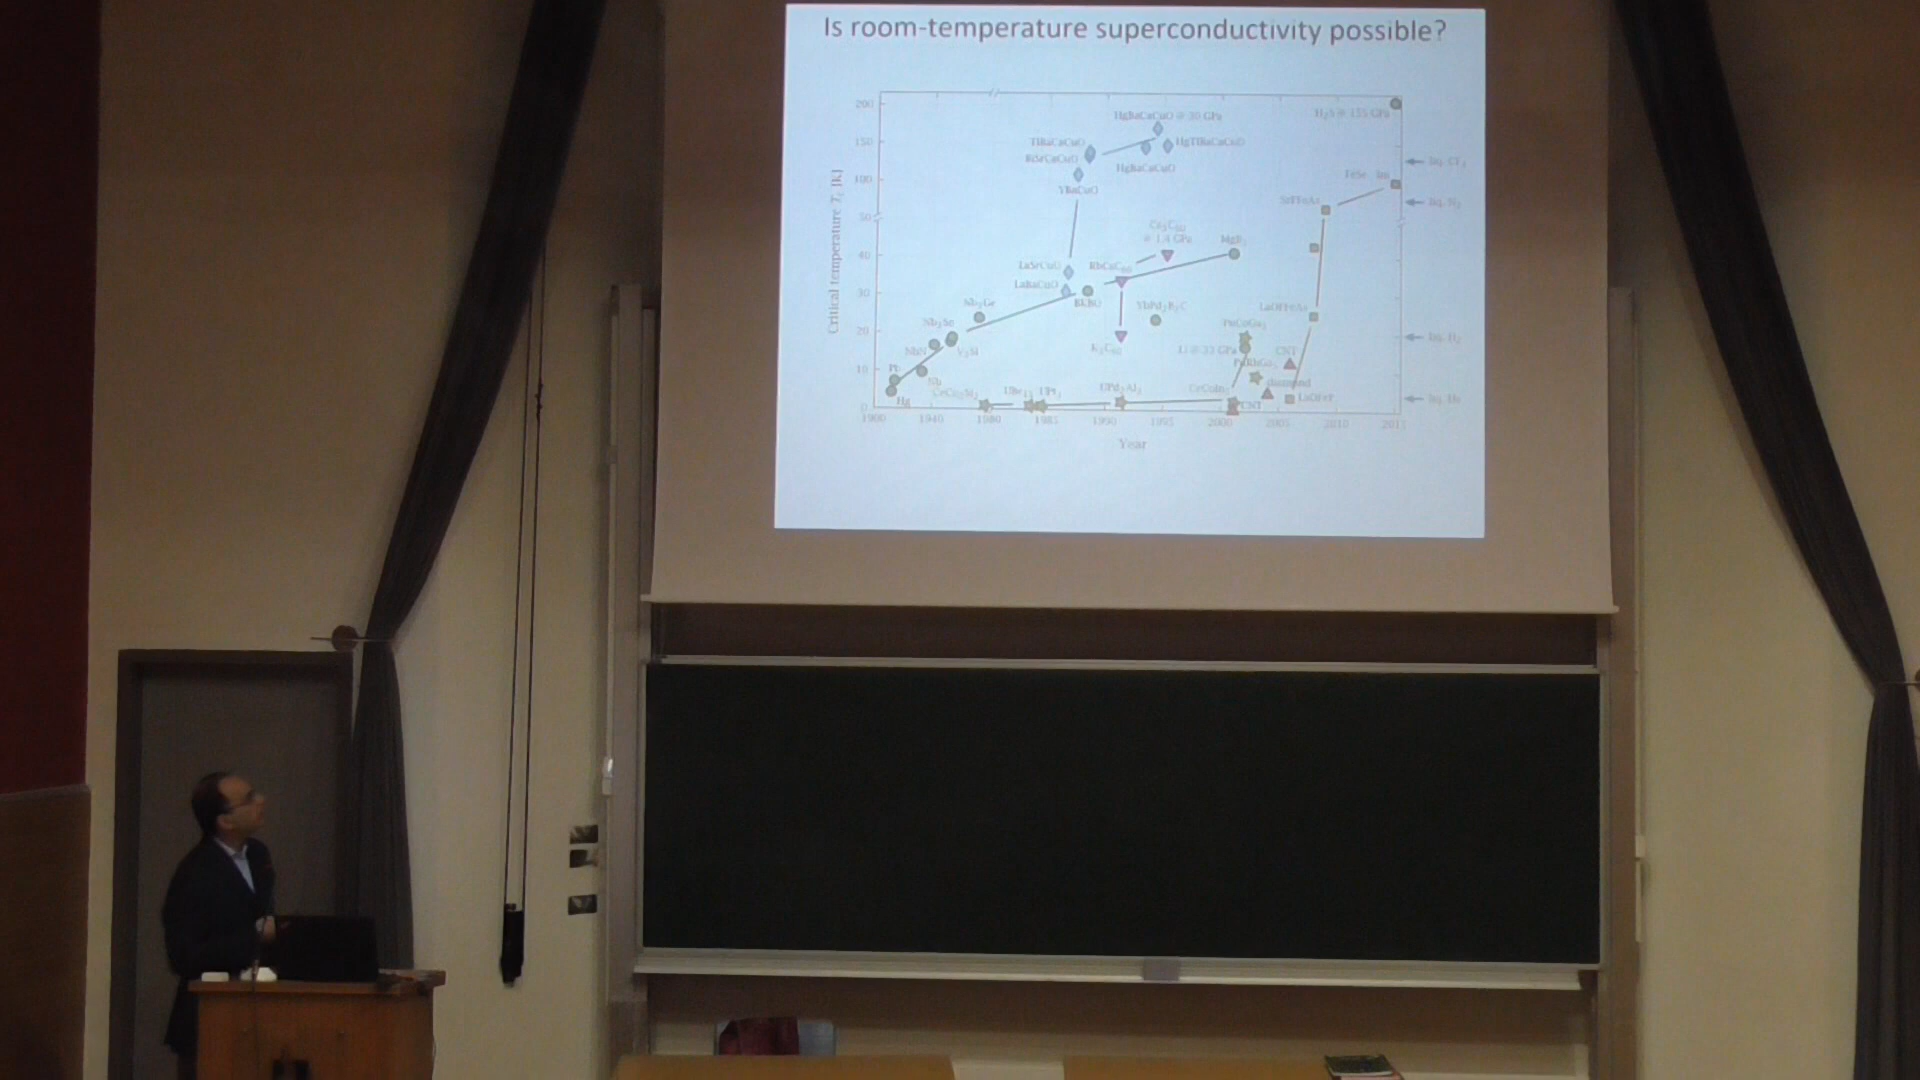 Is room-temperature superconductivity possible?
200
HgBaCaCuO @ 30 GPa
H₂S @ 155 GPa
150
TlBaCaCuO
HgTlBaCaCuO
BiSrCaCuO
HgBaCaCuO
Liq. CF₄
100
YBaCuO
FeSe
SrFFeAs
Liq. N₂
50
Cs₃C₆₀
@ 1.4 GPa
MgB₂
40
LaSrCuO
RbCsC₆₀
30
LaBaCuO
BKBO
Nb₃Ge
YbPd₂B₂C
LaOFFeAs
Nb₃Sn
PuCoGa₅
20
NbN
V₃Si
K₃C₆₀
Li @ 33 GPa
CNT
Liq. H₂
PuRhGa₅
10
Pb
Nb
CeCu₂Si₂
UBe₁₃
UPt₃
UPd₂Al₃
CeCoIn₅
diamond
Hg
CNT
LaOFeP
Liq. He
0
1900
1940
1980
1985
1990
1995
2000
2005
2010
2015
Year
Critical temperature T_c [K]